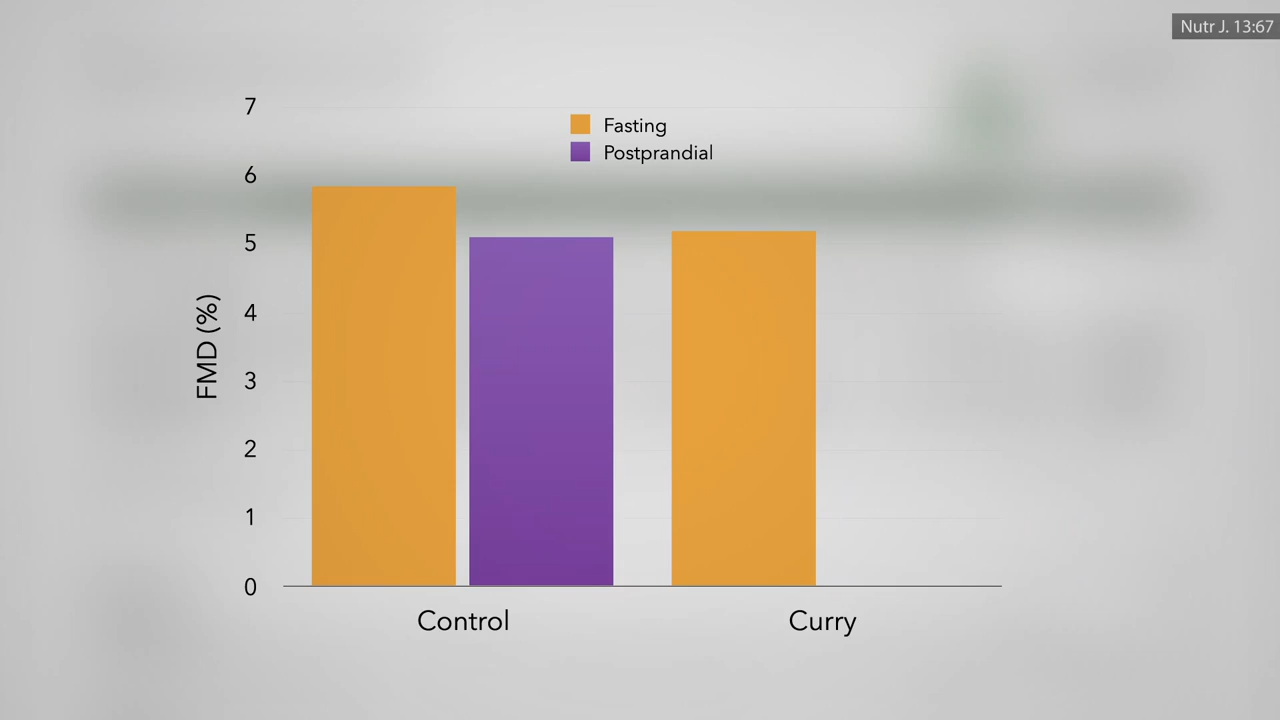 Nutr J. 13:67
Fasting
Postprandial
7
6
5
4
3
2
1
0
FMD (%)
Control
Curry